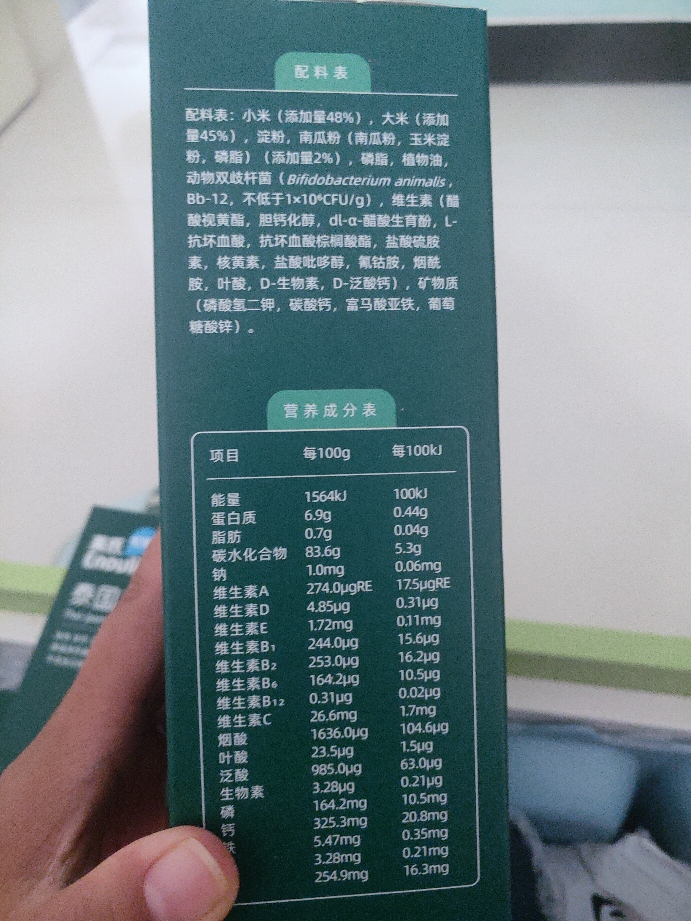 配料表
配料表：小米（添加量48%），大米（添加
量45%），淀粉，南瓜粉（南瓜粉，玉米淀
粉，磷脂）（添加量2%），磷脂，植物油，
动物双歧杆菌（Bifidobacterium animalis，
Bb-12，不低于1×10⁶CFU/g），维生素（醋
酸视黄酯，胆钙化醇，dl-α-醋酸生育酚，L-
抗坏血酸，抗坏血酸棕榈酸酯，盐酸硫胺
素，核黄素，盐酸吡哆醇，氰钴胺，烟酰
胺，叶酸，D-生物素，D-泛酸钙），矿物质
（磷酸氢二钾，碳酸钙，富马酸亚铁，葡萄
糖酸锌）。
营养成分表
项目 每100g 每100kJ
能量 1564kJ 100kJ
蛋白质 6.9g 0.44g
脂肪 0.7g 0.04g
碳水化合物 83.6g 5.3g
钠 1.0mg 0.06mg
维生素A 274.0μgRE 17.5μgRE
维生素D 4.85μg 0.31μg
维生素E 1.72mg 0.11mg
维生素B₁ 244.0μg 15.6μg
维生素B₂ 253.0μg 16.2μg
维生素B₆ 164.2μg 10.5μg
维生素B₁₂ 0.31μg 0.02μg
维生素C 26.6mg 1.7mg
烟酸 1636.0μg 104.6μg
叶酸 23.5μg 1.5μg
泛酸 985.0μg 63.0μg
生物素 3.28μg 0.21μg
磷 164.2mg 10.5mg
钙 325.3mg 20.8mg
铁 5.47mg 0.35mg
3.28mg 0.21mg
254.9mg 16.3mg
泰国